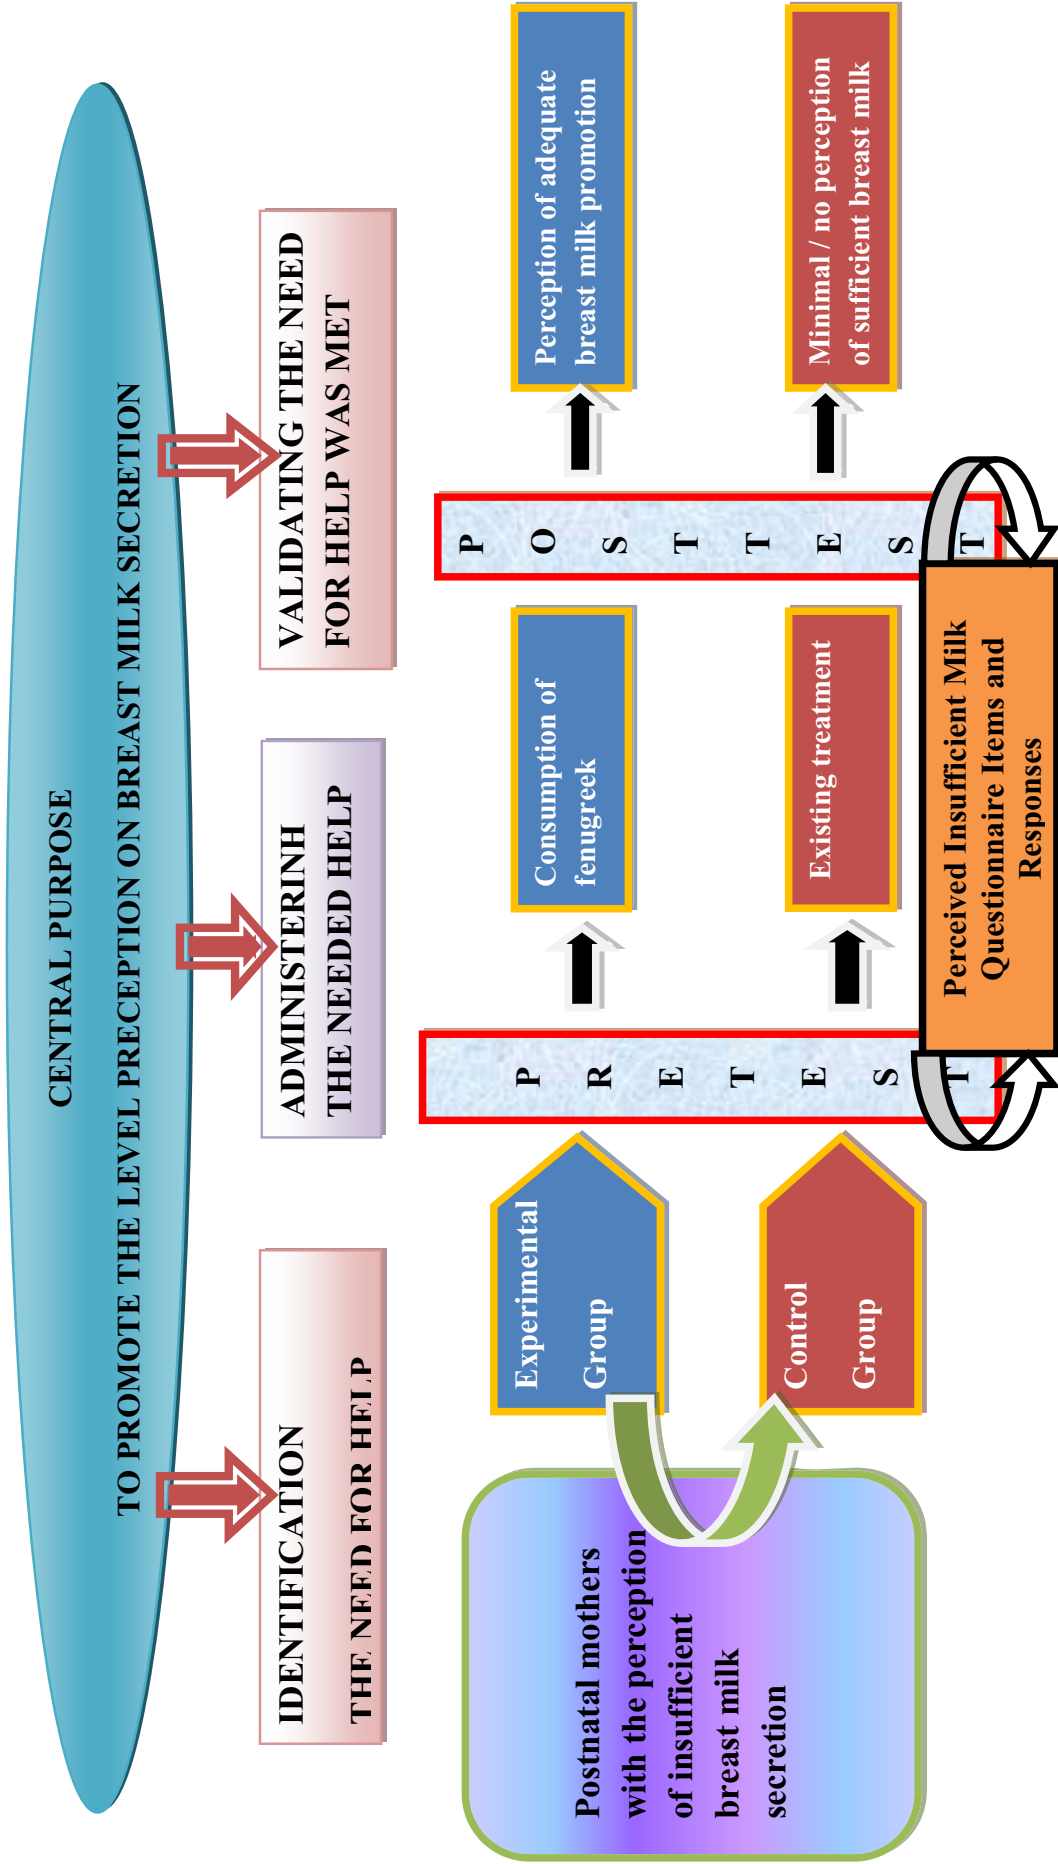 CENTRAL PURPOSE
TO PROMOTE THE LEVEL PRECEPTION ON BREAST MILK SECRETION
IDENTIFICATION
THE NEED FOR HELP
ADMINISTERINH
THE NEEDED HELP
VALIDATING THE NEED
FOR HELP WAS MET
Postnatal mothers
with the perception
of insufficient
breast milk
secretion
Experimental
Group
Control
Group
P
R
E
T
E
S
T
Consumption of
fenugreek
Existing treatment
P
O
S
T
T
E
S
T
Perception of adequate
breast milk promotion
Minimal / no perception
of sufficient breast milk
Perceived Insufficient Milk
Questionnaire Items and
Responses